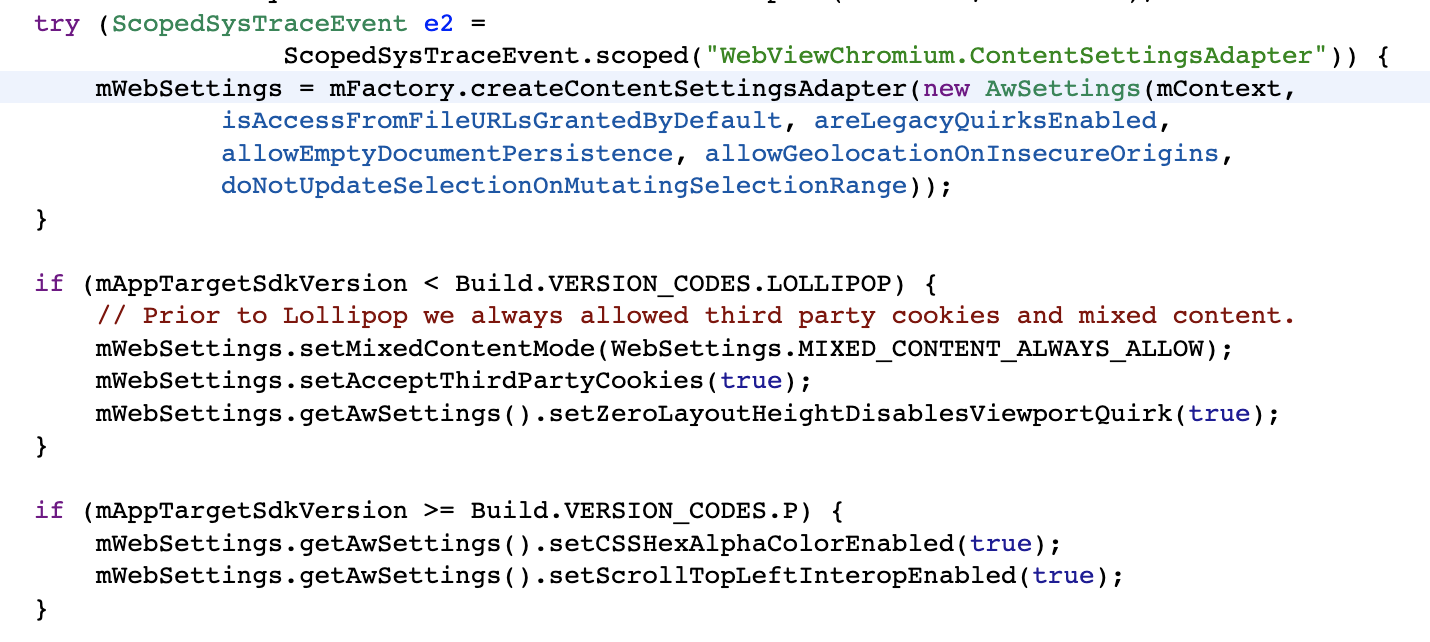 try (ScopedSysTraceEvent e2 =
ScopedSysTraceEvent.scoped("WebViewChromium.ContentSettingsAdapter")) {
mWebSettings = mFactory.createContentSettingsAdapter(new AwSettings(mContext,
isAccessFromFileURLsGrantedByDefault, areLegacyQuirksEnabled,
allowEmptyDocumentPersistence, allowGeolocationOnInsecureOrigins,
doNotUpdateSelectionOnMutatingSelectionRange));
}
if (mAppTargetSdkVersion < Build.VERSION_CODES.LOLLIPOP) {
// Prior to Lollipop we always allowed third party cookies and mixed content.
mWebSettings.setMixedContentMode(WebSettings.MIXED_CONTENT_ALWAYS_ALLOW);
mWebSettings.setAcceptThirdPartyCookies(true);
mWebSettings.getAwSettings().setZeroLayoutHeightDisablesViewportQuirk(true);
}
if (mAppTargetSdkVersion >= Build.VERSION_CODES.P) {
mWebSettings.getAwSettings().setCSSHexAlphaColorEnabled(true);
mWebSettings.getAwSettings().setScrollTopLeftInteropEnabled(true);
}